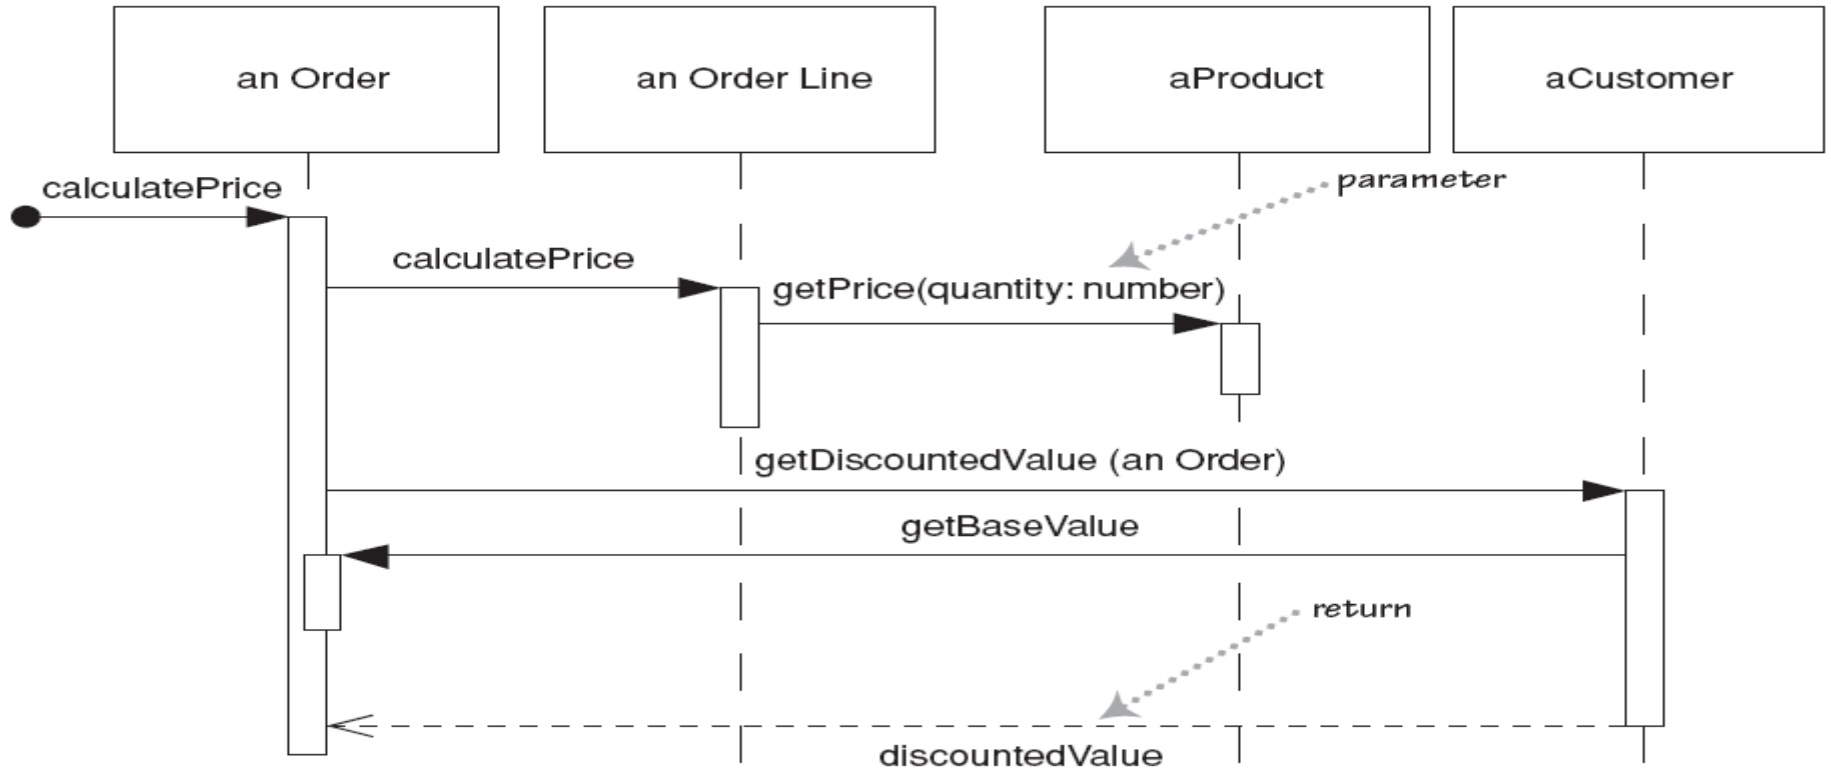 an Order
an Order Line
aProduct
aCustomer
calculatePrice
parameter
calculatePrice
getPrice(quantity: number)
getDiscountedValue (an Order)
getBaseValue
return
discountedValue